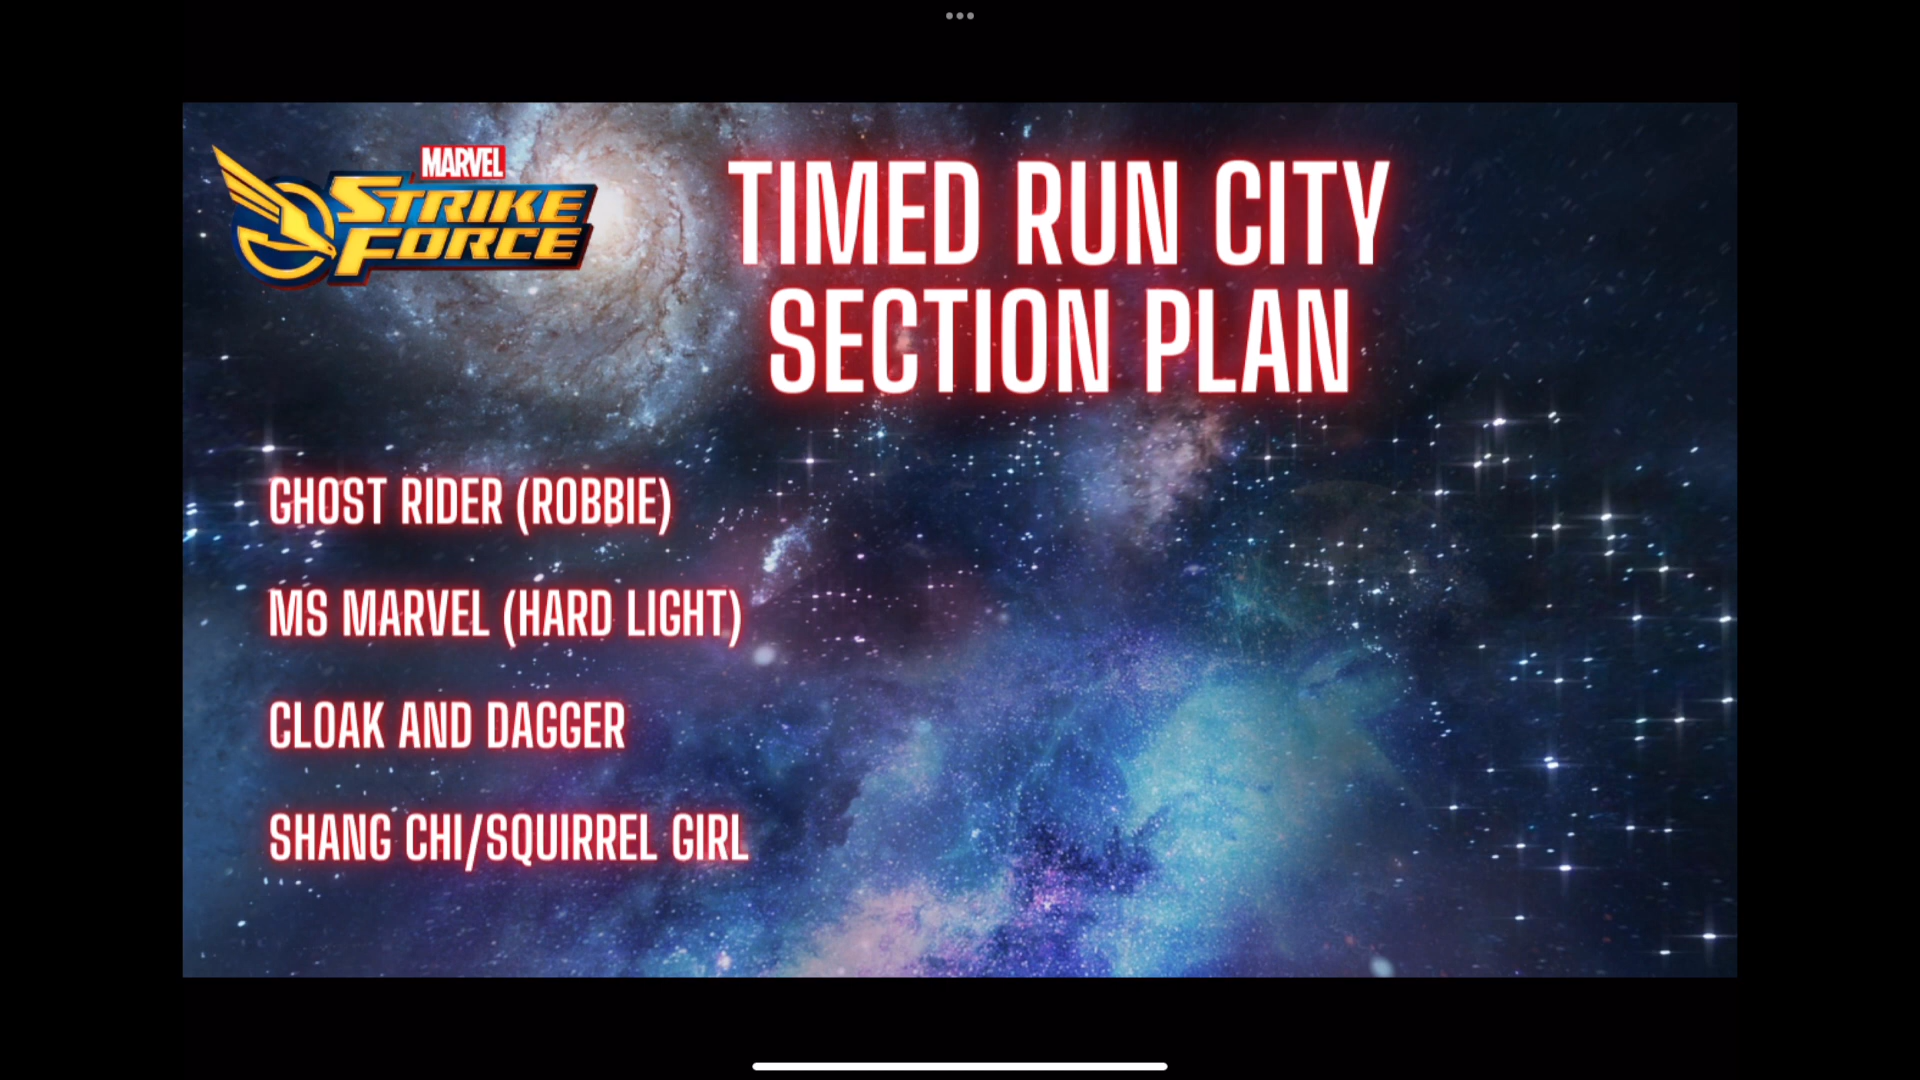 MARVEL
STRIKE
FORCE
TIMED RUN CITY
SECTION PLAN
GHOST RIDER (ROBBIE)
MS MARVEL (HARD LIGHT)
CLOAK AND DAGGER
SHANG CHI/SQUIRREL GIRL